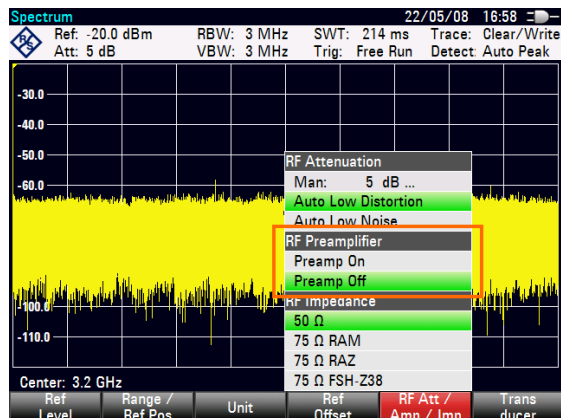 Spectrum 22/05/08 16:58
Ref: -20.0 dBm RBW: 3 MHz SWT: 214 ms Trace: Clear/Write
Att: 5 dB VBW: 3 MHz Trig: Free Run Detect: Auto Peak
R&S
-30.0
-40.0
-50.0
-60.0
-100.0
-110.0
RF Attenuation
Man: 5 dB ...
Auto Low Distortion
Auto Low Noise
RF Preamplifier
Preamp On
Preamp Off
RF Impedance
50 Ω
75 Ω RAM
75 Ω RAZ
75 Ω FSH-Z38
Center: 3.2 GHz
Ref Level
Range / Ref Pos
Unit
Ref Offset
RF Att / Amp / Imp
Trans ducer